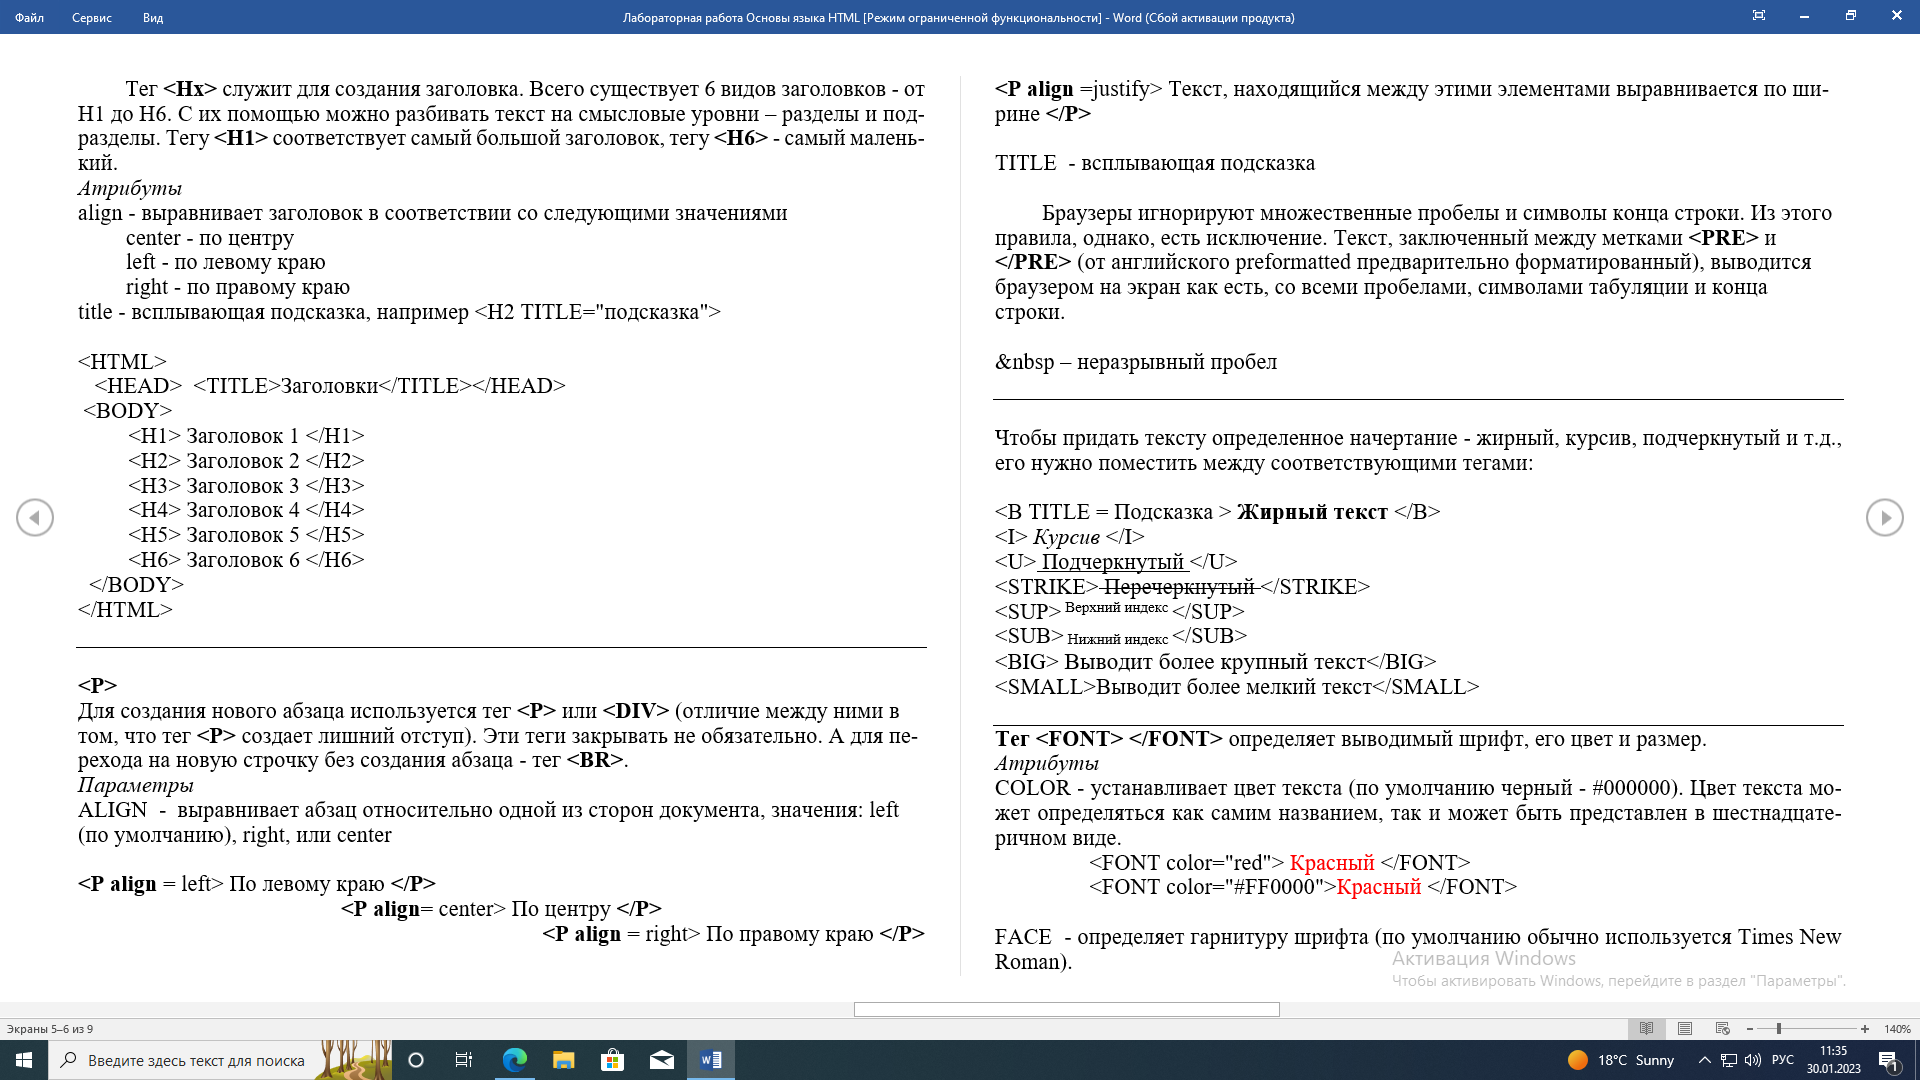 Файл Сервис Вид
Лабораторная работа Основы языка HTML [Режим ограниченной функциональности] - Word (Сбой активации продукта)
Тег <Hx> служит для создания заголовка. Всего существует 6 видов заголовков - от
H1 до H6. С их помощью можно разбивать текст на смысловые уровни – разделы и под-
разделы. Тегу <H1> соответствует самый большой заголовок, тегу <H6> - самый малень-
кий.
Атрибуты
align - выравнивает заголовок в соответствии со следующими значениями
center - по центру
left - по левому краю
right - по правому краю
title - всплывающая подсказка, например <H2 TITLE="подсказка">
<HTML>
<HEAD> <TITLE>Заголовки</TITLE></HEAD>
<BODY>
<H1> Заголовок 1 </H1>
<H2> Заголовок 2 </H2>
<H3> Заголовок 3 </H3>
<H4> Заголовок 4 </H4>
<H5> Заголовок 5 </H5>
<H6> Заголовок 6 </H6>
</BODY>
</HTML>
<P>
Для создания нового абзаца используется тег <P> или <DIV> (отличие между ними в
том, что тег <P> создает лишний отступ). Эти теги закрывать не обязательно. А для пе-
рехода на новую строчку без создания абзаца - тег <BR>.
Параметры
ALIGN - выравнивает абзац относительно одной из сторон документа, значения: left
(по умолчанию), right, или center
<P align = left> По левому краю </P>
<P align= center> По центру </P>
<P align = right> По правому краю </P>
<P align =justify> Текст, находящийся между этими элементами выравнивается по ши-
рине </P>
TITLE - всплывающая подсказка
Браузеры игнорируют множественные пробелы и символы конца строки. Из этого
правила, однако, есть исключение. Текст, заключенный между метками <PRE> и
</PRE> (от английского preformatted предварительно форматированный), выводится
браузером на экран как есть, со всеми пробелами, символами табуляции и конца
строки.
&nbsp – неразрывный пробел
Чтобы придать тексту определенное начертание - жирный, курсив, подчеркнутый и т.д.,
его нужно поместить между соответствующими тегами:
<B TITLE = Подсказка > Жирный текст </B>
<I> Курсив </I>
<U> Подчеркнутый </U>
<STRIKE> Перечеркнутый </STRIKE>
<SUP> Верхний индекс </SUP>
<SUB> Нижний индекс </SUB>
<BIG> Выводит более крупный текст</BIG>
<SMALL>Выводит более мелкий текст</SMALL>
Тег <FONT> </FONT> определяет выводимый шрифт, его цвет и размер.
Атрибуты
COLOR - устанавливает цвет текста (по умолчанию черный - #000000). Цвет текста мо-
жет определяться как самим названием, так и может быть представлен в шестнадцате-
ричном виде.
<FONT color="red"> Красный </FONT>
<FONT color="#FF0000">Красный </FONT>
FACE - определяет гарнитуру шрифта (по умолчанию обычно используется Times New
Roman).
Активация Windows
Чтобы активировать Windows, перейдите в раздел "Параметры".
Экраны 5–6 из 9
140%
Введите здесь текст для поиска
18°C Sunny
РУС
11:35
30.01.2023
1